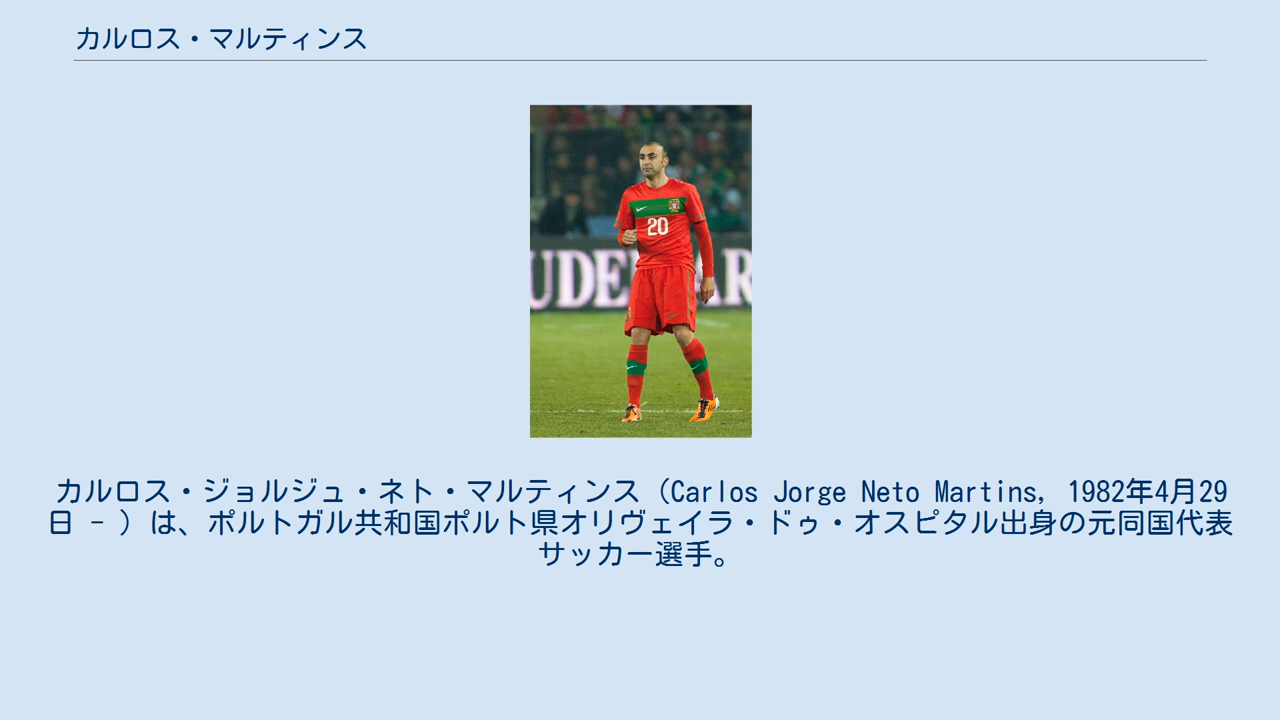 カルロス・マルティンス
20
UDE
AR
カルロス・ジョルジュ・ネト・マルティンス（Carlos Jorge Neto Martins, 1982年4月29
日 - ）は、ポルトガル共和国ポルト県オリヴェイラ・ドゥ・オスピタル出身の元同国代表
サッカー選手。